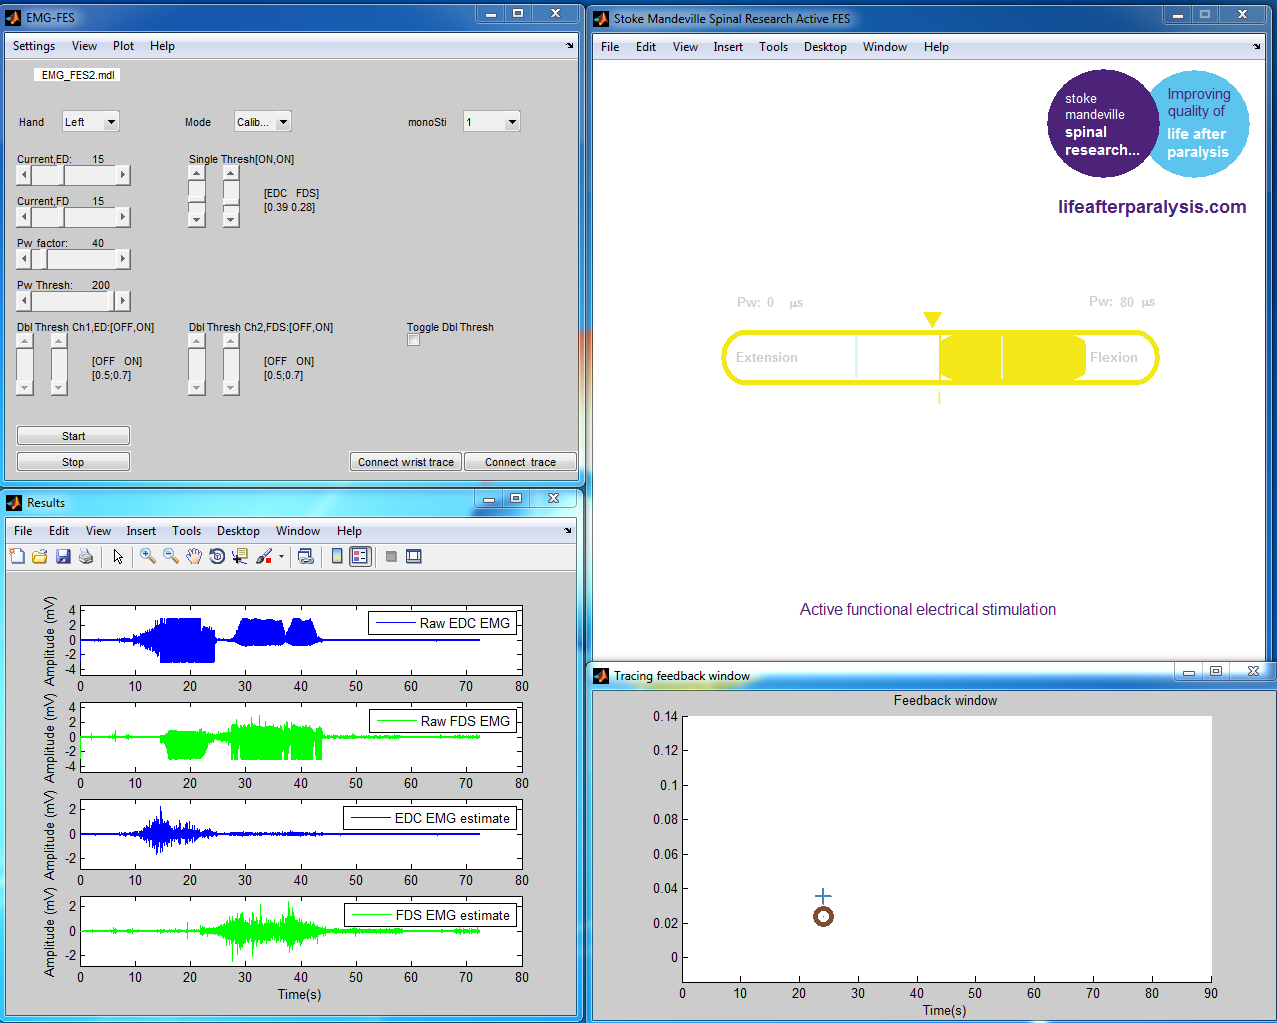 EMG-FES
Settings View Plot Help
EMG_FES2.mdl
Hand Left Mode Calib... monoSti 1
Current,ED: 15
Single Thresh[ON,ON]
[EDC FDS]
[0.39 0.28]
Current,FD 15
Pw factor: 40
Pw Thresh: 200
Dbl Thresh Ch1,ED:[OFF,ON]
[OFF ON]
[0.5;0.7]
Dbl Thresh Ch2,FDS:[OFF,ON]
[OFF ON]
[0.5;0.7]
Toggle Dbl Thresh
Start
Stop
Connect wrist trace
Connect trace
Stoke Mandeville Spinal Research Active FES
File Edit View Insert Tools Desktop Window Help
stoke
mandeville
spinal
research...
Improving
quality of
life after
paralysis
lifeafterparalysis.com
Pw: 0 µs
Pw: 80 µs
Extension
Flexion
Active functional electrical stimulation
Results
File Edit View Insert Tools Desktop Window Help
Amplitude (mV)
4
2
0
-2
-4
Raw EDC EMG
0 10 20 30 40 50 60 70 80
Amplitude (mV)
4
2
0
-2
-4
Raw FDS EMG
0 10 20 30 40 50 60 70 80
Amplitude (mV)
2
0
-2
EDC EMG estimate
0 10 20 30 40 50 60 70 80
Amplitude (mV)
2
0
-2
FDS EMG estimate
0 10 20 30 40 50 60 70 80
Time(s)
Tracing feedback window
Feedback window
0.14
0.12
0.1
0.08
0.06
0.04
0.02
0
0 10 20 30 40 50 60 70 80 90
Time(s)